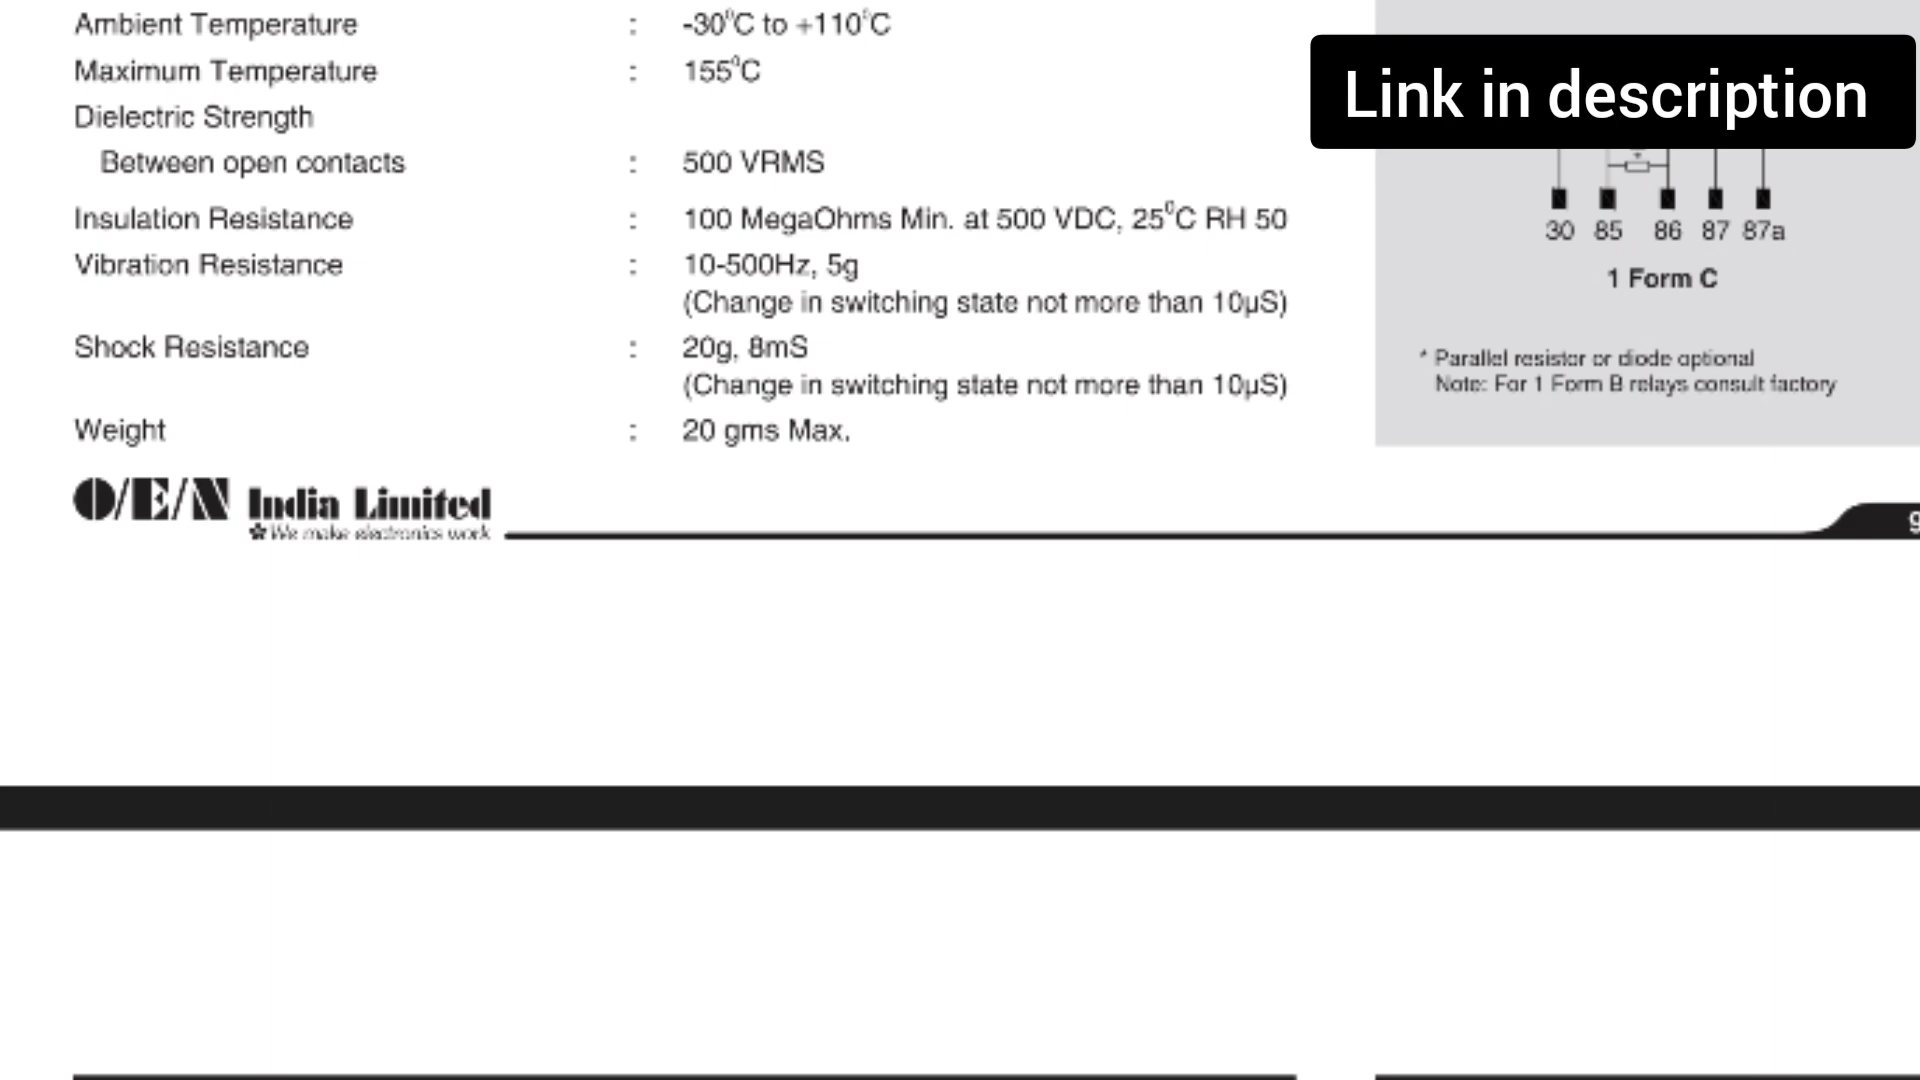 Ambient Temperature : -30⁰C to +110⁰C
Maximum Temperature : 155⁰C
Dielectric Strength
Between open contacts : 500 VRMS
Insulation Resistance : 100 MegaOhms Min. at 500 VDC, 25⁰C RH 50
Vibration Resistance : 10-500Hz, 5g
(Change in switching state not more than 10µS)
Shock Resistance : 20g, 8mS
(Change in switching state not more than 10µS)
Weight : 20 gms Max.
O/E/N India Limited
We make electronics work
Link in description
30 85 86 87 87a
1 Form C
* Parallel resistor or diode optional
Note: For 1 Form B relays consult factory